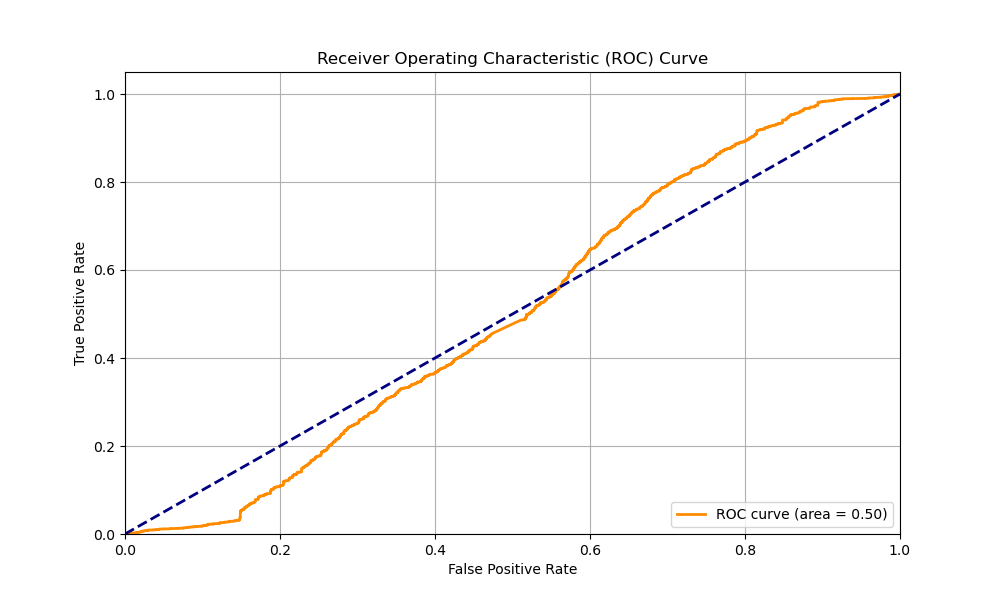 Receiver Operating Characteristic (ROC) Curve
1.0
0.8
0.6
0.4
0.2
0.0
True Positive Rate
ROC curve (area = 0.50)
0.0 0.2 0.4 0.6 0.8 1.0
False Positive Rate